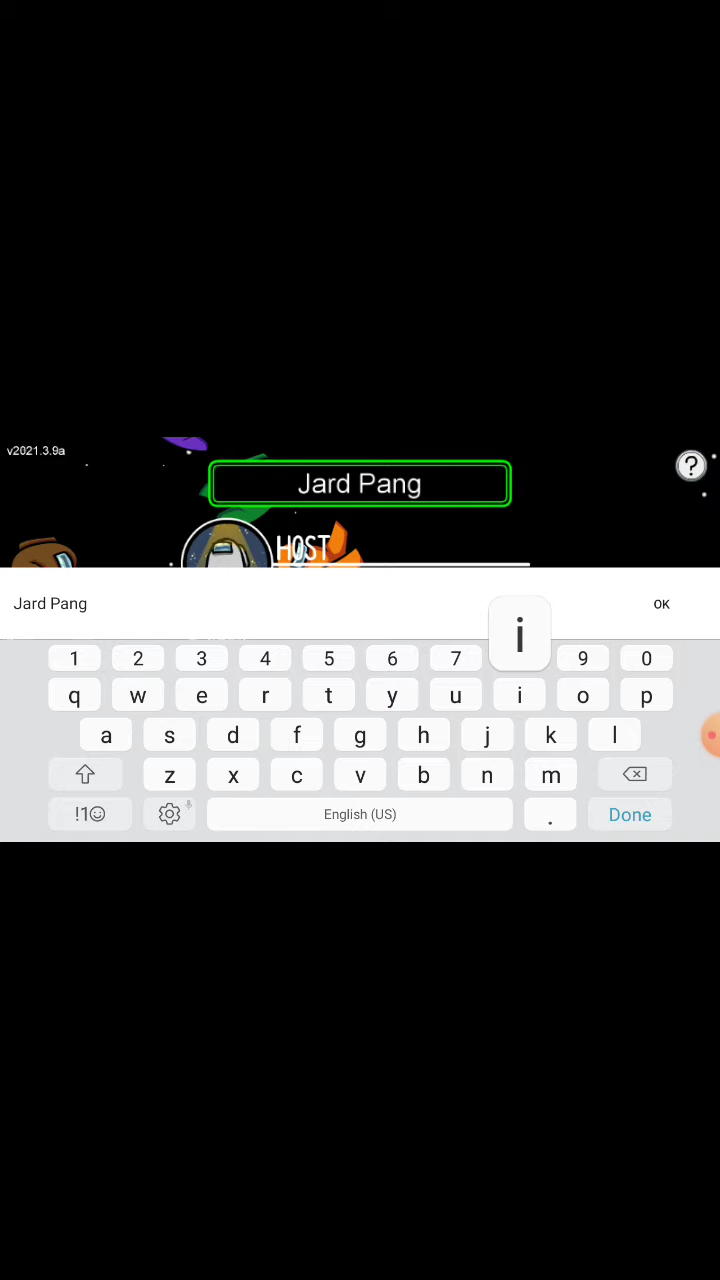 v2021.3.9a
Jard Pang
?
HOST
Jard Pang
OK
i
1 2 3 4 5 6 7 9 0
q w e r t y u i o p
a s d f g h j k l
z x c v b n m
!1☺ English (US) . Done